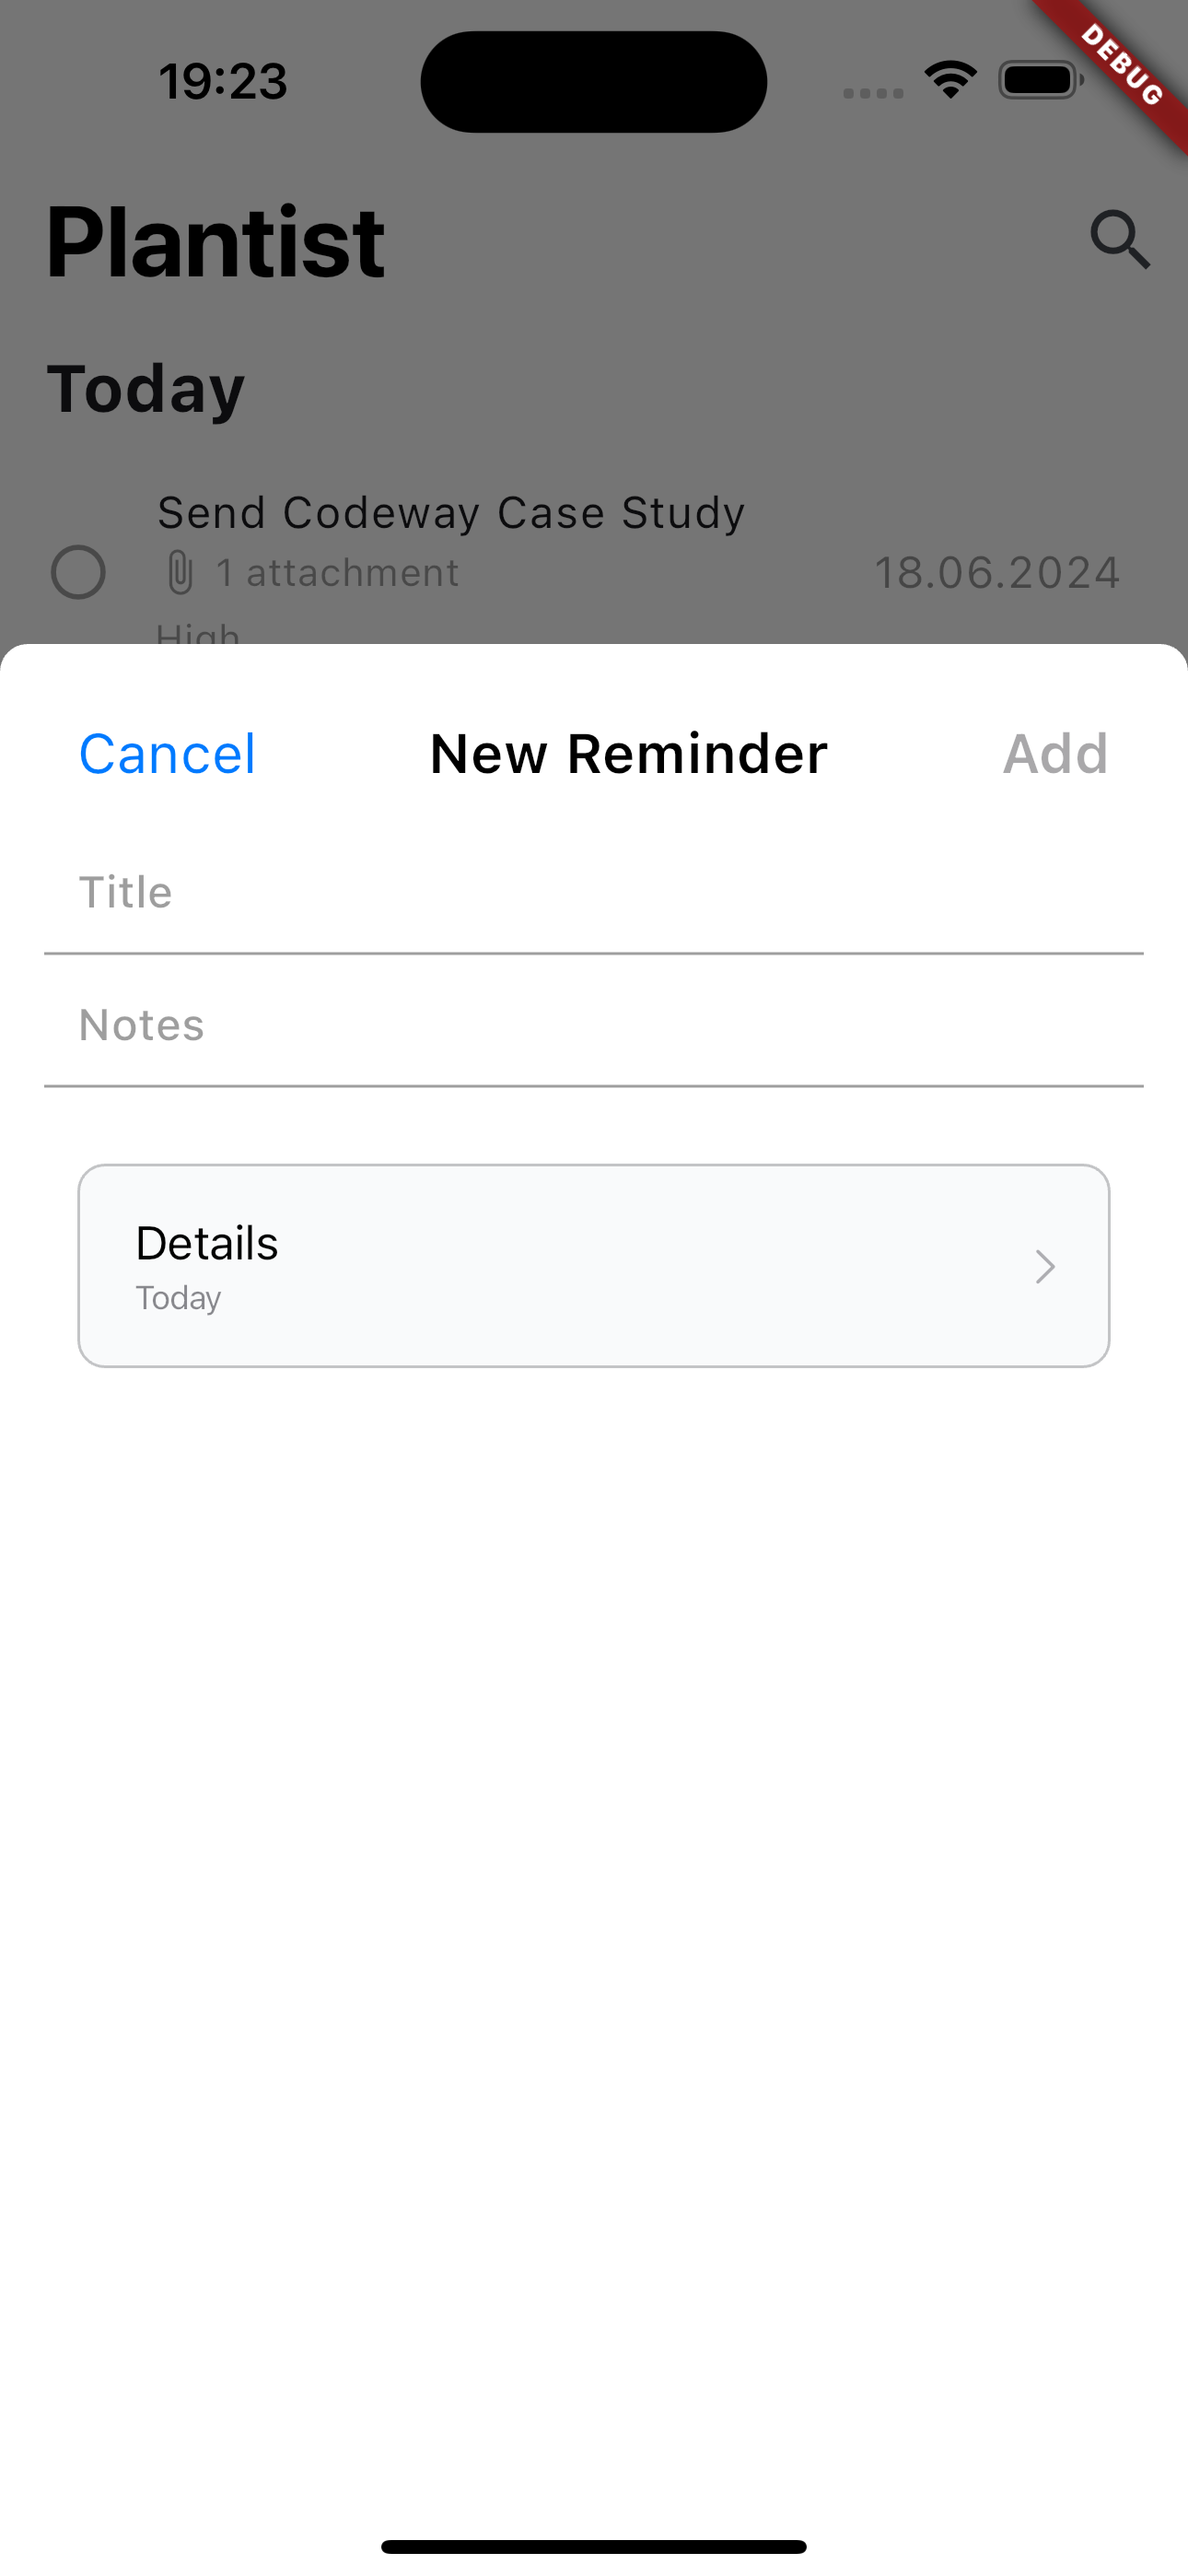 19:23
DEBUG
Plantist
Today
Send Codeway Case Study
1 attachment
18.06.2024
High
Cancel
New Reminder
Add
Title
Notes
Details
Today